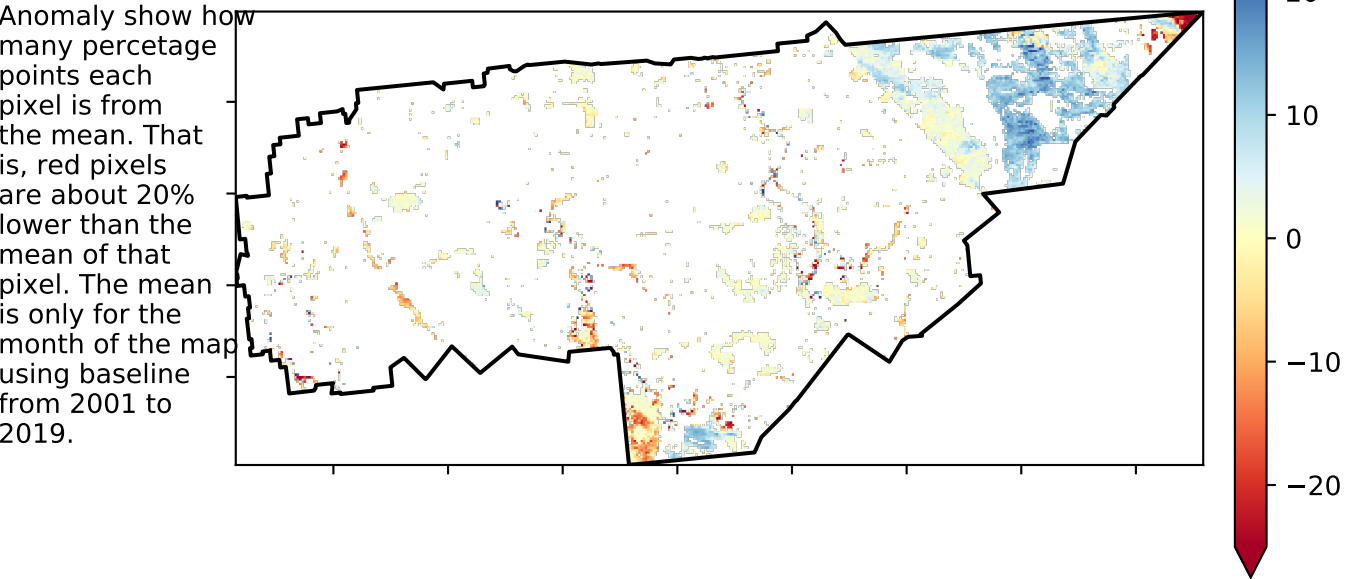 Anomaly show how
many percetage
points each
pixel is from
the mean. That
is, red pixels
are about 20%
lower than the
mean of that
pixel. The mean
is only for the
month of the map
using baseline
from 2001 to
2019.
10
0
−10
−20